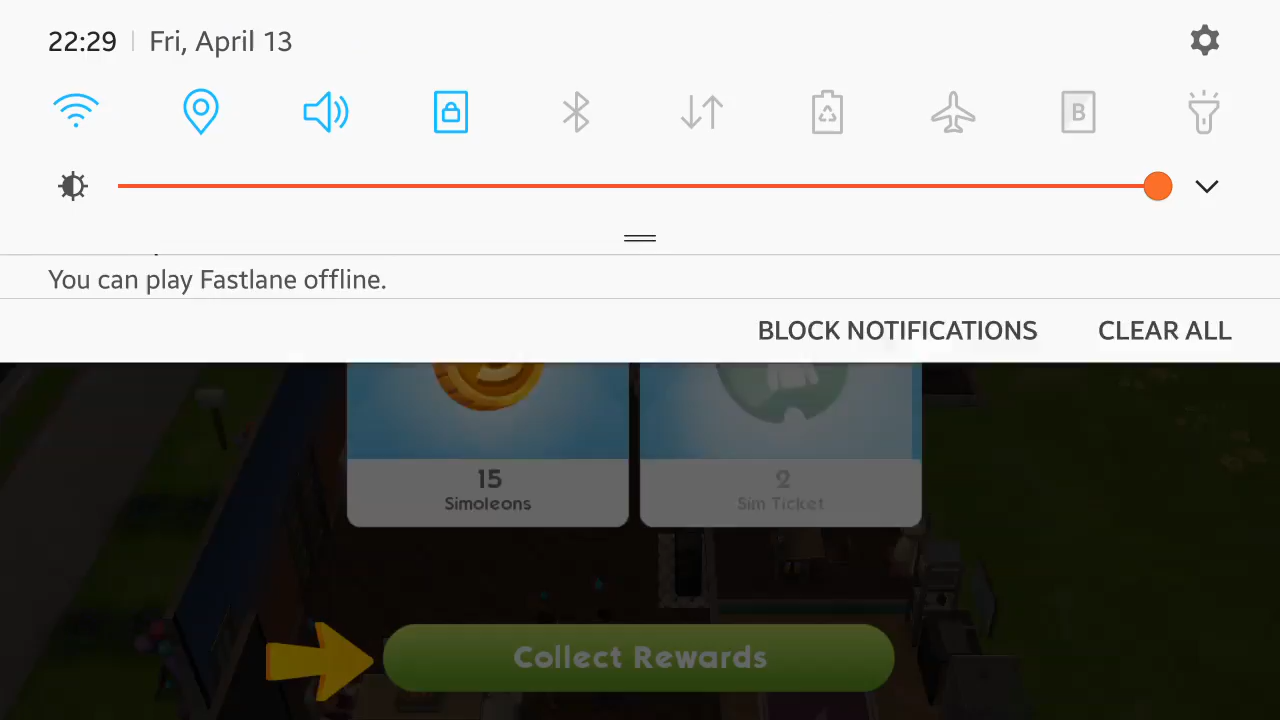 22:29 Fri, April 13
B
You can play Fastlane offline.
BLOCK NOTIFICATIONS CLEAR ALL
15 2
Simoleons Sim Ticket
Collect Rewards